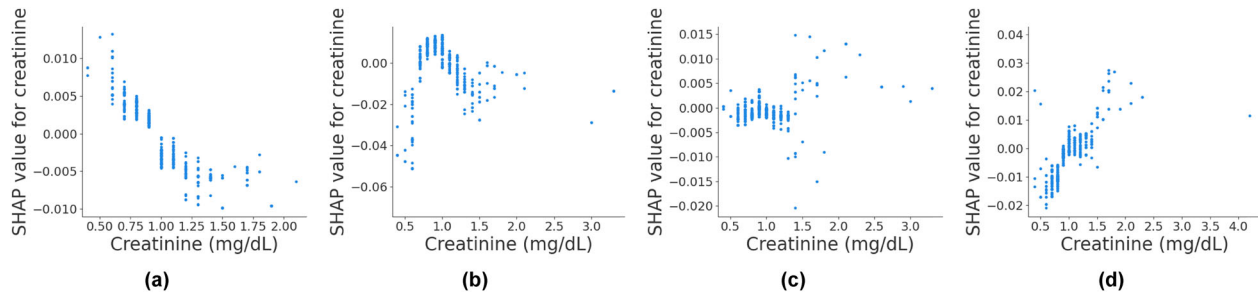 SHAP value for creatinine
0.010
0.005
0.000
−0.005
−0.010
0.50 0.75 1.00 1.25 1.50 1.75 2.00
Creatinine (mg/dL)
(a)
SHAP value for creatinine
0.00
−0.02
−0.04
−0.06
0.5 1.0 1.5 2.0 2.5 3.0
Creatinine (mg/dL)
(b)
SHAP value for creatinine
0.015
0.010
0.005
0.000
−0.005
−0.010
−0.015
−0.020
0.5 1.0 1.5 2.0 2.5 3.0
Creatinine (mg/dL)
(c)
SHAP value for creatinine
0.04
0.03
0.02
0.01
0.00
−0.01
−0.02
0.5 1.0 1.5 2.0 2.5 3.0 3.5 4.0
Creatinine (mg/dL)
(d)